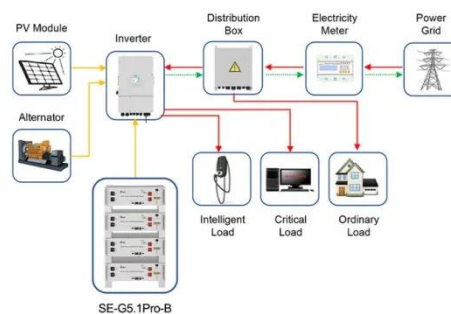 PV Module
Inverter
Distribution
Box
Electricity
Meter
Power
Grid
Alternator
Intelligent
Load
Critical
Load
Ordinary
Load
SE-G5.1Pro-B